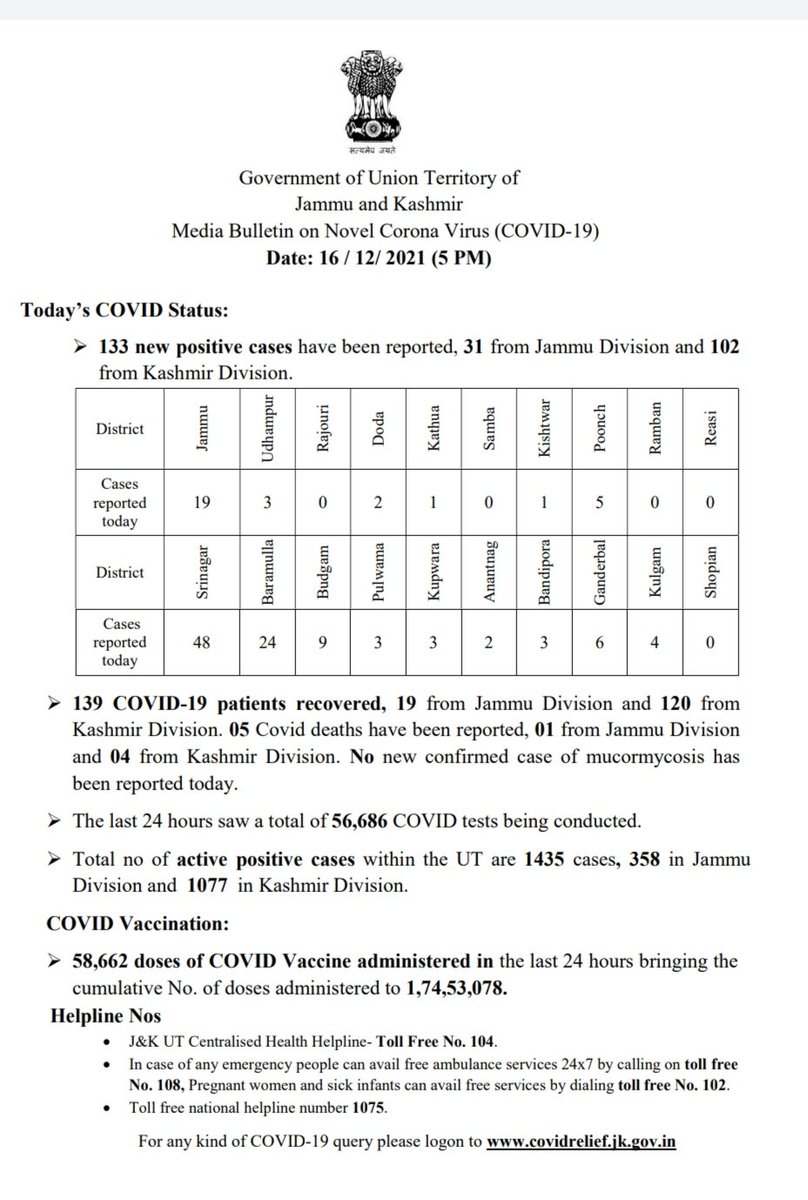 सत्यमेव जयते
Government of Union Territory of
Jammu and Kashmir
Media Bulletin on Novel Corona Virus (COVID-19)
Date: 16 / 12/ 2021 (5 PM)
Today’s COVID Status:
➢ 133 new positive cases have been reported, 31 from Jammu Division and 102
from Kashmir Division.
District Jammu Udhampur Rajouri Doda Kathua Samba Kishtwar Poonch Ramban Reasi
Cases
reported
today
19 3 0 2 1 0 1 5 0 0
District Srinagar Baramulla Budgam Pulwama Kupwara Anantnag Bandipora Ganderbal Kulgam Shopian
Cases
reported
today
48 24 9 3 3 2 3 6 4 0
➢ 139 COVID-19 patients recovered, 19 from Jammu Division and 120 from
Kashmir Division. 05 Covid deaths have been reported, 01 from Jammu Division
and 04 from Kashmir Division. No new confirmed case of mucormycosis has
been reported today.
➢ The last 24 hours saw a total of 56,686 COVID tests being conducted.
➢ Total no of active positive cases within the UT are 1435 cases, 358 in Jammu
Division and 1077 in Kashmir Division.
COVID Vaccination:
➢ 58,662 doses of COVID Vaccine administered in the last 24 hours bringing the
cumulative No. of doses administered to 1,74,53,078.
Helpline Nos
• J&K UT Centralised Health Helpline- Toll Free No. 104.
• In case of any emergency people can avail free ambulance services 24x7 by calling on toll free
No. 108, Pregnant women and sick infants can avail free services by dialing toll free No. 102.
• Toll free national helpline number 1075.
For any kind of COVID-19 query please logon to www.covidrelief.jk.gov.in